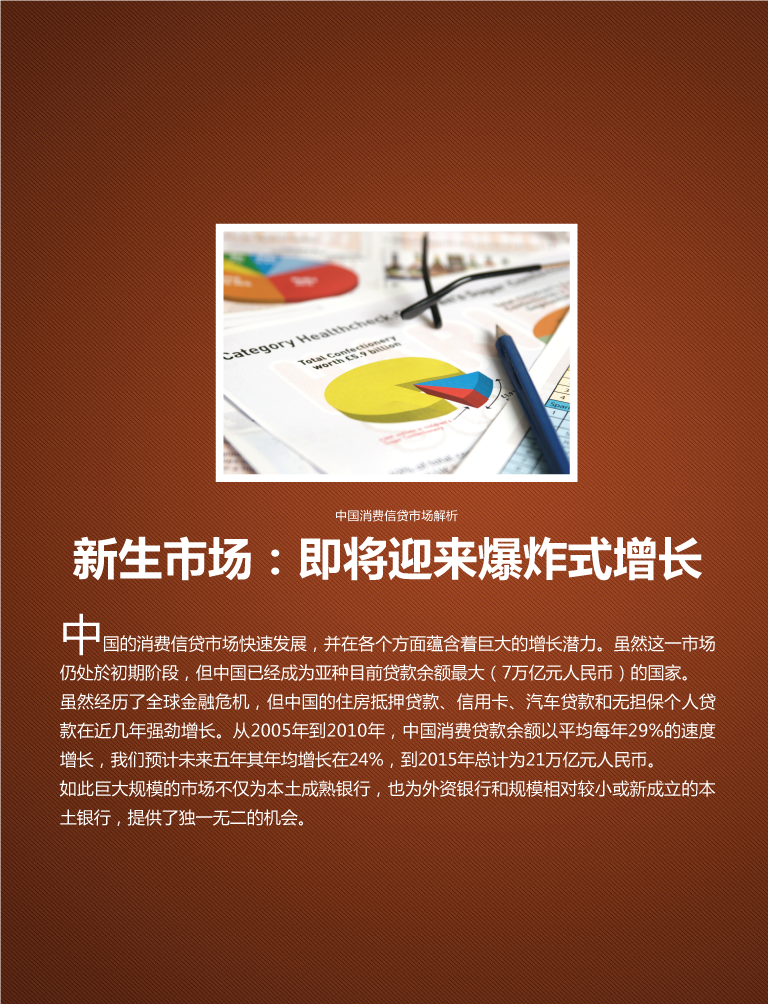 Category Healthcheck
Total Confectionery
worth £5.9 billion
中国消费信贷市场解析
新生市场：即将迎来爆炸式增长
中国的消费信贷市场快速发展，并在各个方面蕴含着巨大的增长潜力。虽然这一市场
仍处於初期阶段，但中国已经成为亚种目前贷款余额最大（7万亿元人民币）的国家。
虽然经历了全球金融危机，但中国的住房抵押贷款、信用卡、汽车贷款和无担保个人贷
款在近几年强劲增长。从2005年到2010年，中国消费贷款余额以平均每年29%的速度
增长，我们预计未来五年其年均增长在24%，到2015年总计为21万亿元人民币。
如此巨大规模的市场不仅为本土成熟银行，也为外资银行和规模相对较小或新成立的本
土银行，提供了独一无二的机会。